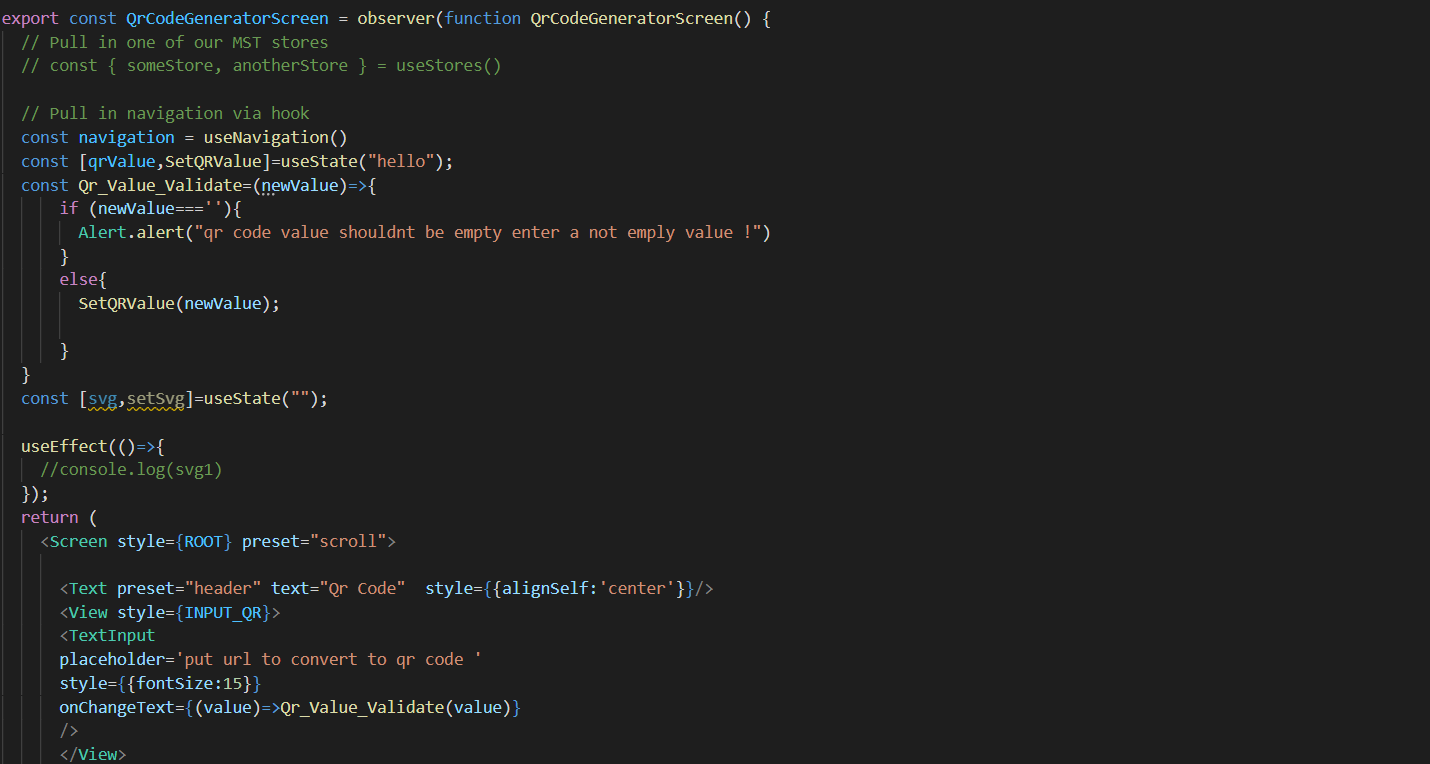 export const QrCodeGeneratorScreen = observer(function QrCodeGeneratorScreen() {
// Pull in one of our MST stores
// const { someStore, anotherStore } = useStores()
// Pull in navigation via hook
const navigation = useNavigation()
const [qrValue,SetQRValue]=useState("hello");
const Qr_Value_Validate=(newValue)=>{
if (newValue===''){
Alert.alert("qr code value shouldnt be empty enter a not emply value !")
}
else{
SetQRValue(newValue);
}
}
const [svg,setSvg]=useState("");
useEffect(()=>{
//console.log(svg1)
});
return (
<Screen style={ROOT} preset="scroll">
<Text preset="header" text="Qr Code"  style={{alignSelf:'center'}}/>
<View style={INPUT_QR}>
<TextInput
placeholder='put url to convert to qr code '
style={{fontSize:15}}
onChangeText={(value)=>Qr_Value_Validate(value)}
/>
</View>